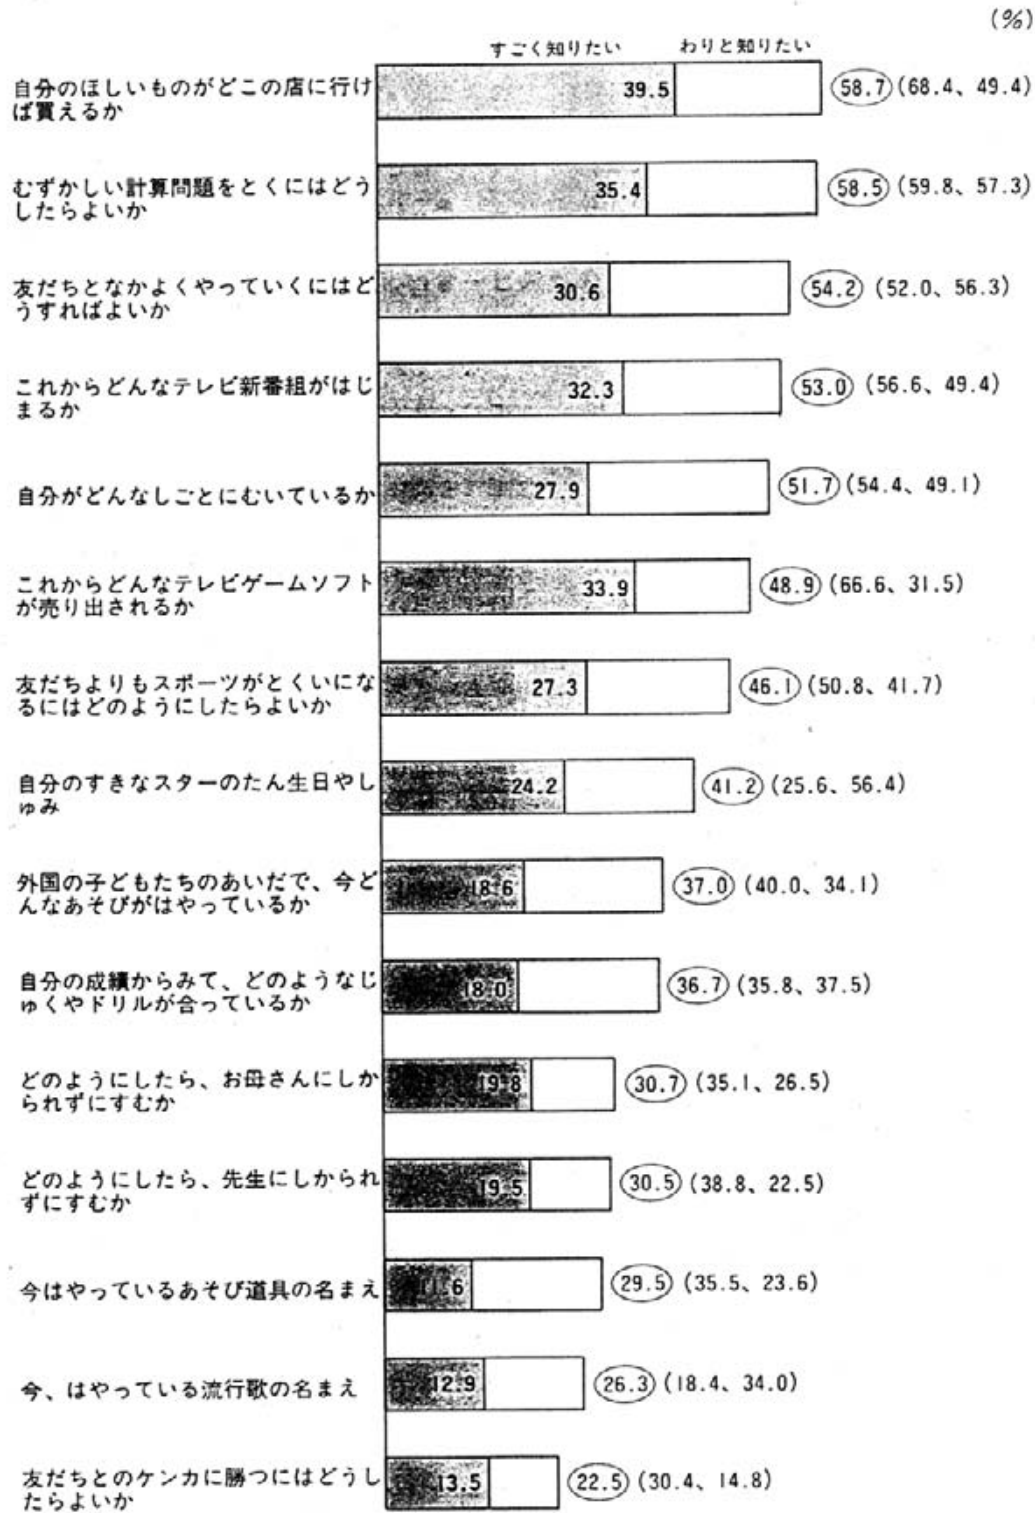 (%)
すごく知りたい わりと知りたい
自分のほしいものがどこの店に行け
ば買えるか
39.5
58.7 (68.4、49.4)
むずかしい計算問題をとくにはどう
したらよいか
35.4
58.5 (59.8、57.3)
友だちとなかよくやっていくにはど
うすればよいか
30.6
54.2 (52.0、56.3)
これからどんなテレビ新番組がはじ
まるか
32.3
53.0 (56.6、49.4)
自分がどんなしごとにむいているか
27.9
51.7 (54.4、49.1)
これからどんなテレビゲームソフト
が売り出されるか
33.9
48.9 (66.6、31.5)
友だちよりもスポーツがとくいにな
るにはどのようにしたらよいか
27.3
46.1 (50.8、41.7)
自分のすきなスターのたん生日やし
ゅみ
24.2
41.2 (25.6、56.4)
外国の子どもたちのあいだで、今ど
んなあそびがはやっているか
18.6
37.0 (40.0、34.1)
自分の成績からみて、どのようなじ
ゅくやドリルが合っているか
18.0
36.7 (35.8、37.5)
どのようにしたら、お母さんにしか
られずにすむか
19.8
30.7 (35.1、26.5)
どのようにしたら、先生にしかられ
ずにすむか
19.5
30.5 (38.8、22.5)
今はやっているあそび道具の名まえ
11.6
29.5 (35.5、23.6)
今、はやっている流行歌の名まえ
12.9
26.3 (18.4、34.0)
友だちとのケンカに勝つにはどうし
たらよいか
13.5
22.5 (30.4、14.8)